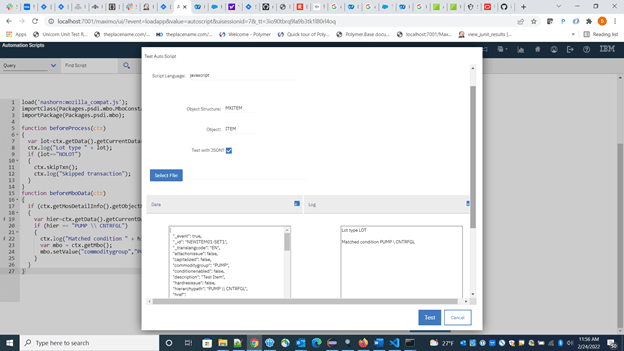 localhost:7001/maximo/ui/?event=loadapp&value=autoscript&uisessionid=7&_tt=3io90tbrq9la9b3tk1l80rl4oq
Apps
Unicorn Unit Test R...
theplacename.com/...
theplacename.com/...
Welcome - Polymer
Quick tour of Poly...
Polymer.Base docu...
localhost:7001/Max...
view_iunit_results |...
Reading list
Automation Scripts
IBM
Query
Find Script
Test Auto Script
Script Language:
javascript
Object Structure:
MXITEM
Object:
ITEM
Test with JSON?
Select File
Data
Log
1 load('nashorn:mozilla_compat.js');
2 importClass(Packages.psdi.mbo.MboConst
3 importPackage(Packages.psdi.mbo);
4
5 function beforeProcess(ctx)
6 {
7 var lot=ctx.getData().getCurrentData
8 ctx.log("Lot type " + lot);
9 if (lot=="NOLOT")
10 {
11 ctx.skipTxn();
12 ctx.log("Skipped transaction");
13 }
14 }
15 function beforeMboData(ctx)
16 {
17 if (ctx.getMosDetailInfo().getObject
18 {
19 var hier=ctx.getData().getCurrentD
20 if (hier == "PUMP \\ CNTRFGL")
21 {
22 ctx.log("Matched condition " + h
23 var mbo = ctx.getMbo();
24 mbo.setValue("commoditygroup","P
25 }
26 }
27 }
{
"_event": true,
"_id": "NEWITEM01-SET1",
"_translangcode": "EN",
"attachonissue": false,
"capitalized": false,
"commoditygroup": "PUMP",
"conditionenabled": false,
"description": "Test Item",
"hardresissue": false,
"hierarchypath": "PUMP \\ CNTRFGL",
"href":
Lot type LOT
Matched condition PUMP \ CNTRFGL
Test
Cancel
Type here to search
27°F
11:56 AM
2/24/2022